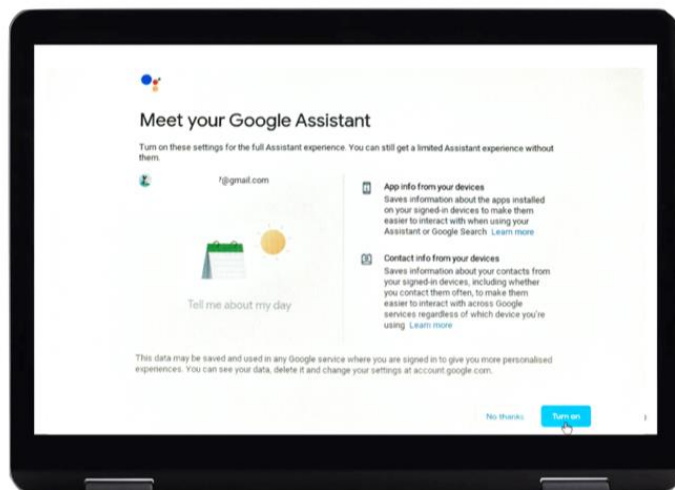 Meet your Google Assistant
Turn on these settings for the full Assistant experience. You can still get a limited Assistant experience without
them.
@gmail.com
Tell me about my day
App info from your devices
Saves information about the apps installed
on your signed-in devices to make them
easier to interact with when using your
Assistant or Google Search Learn more
Contact info from your devices
Saves information about your contacts from
your signed-in devices, including whether
you contact them often, to make them
easier to interact with across Google
services regardless of which device you're
using Learn more
This data may be saved and used in any Google service where you are signed in to give you more personalised
experiences. You can see your data, delete it and change your settings at account.google.com.
No thanks
Turn on